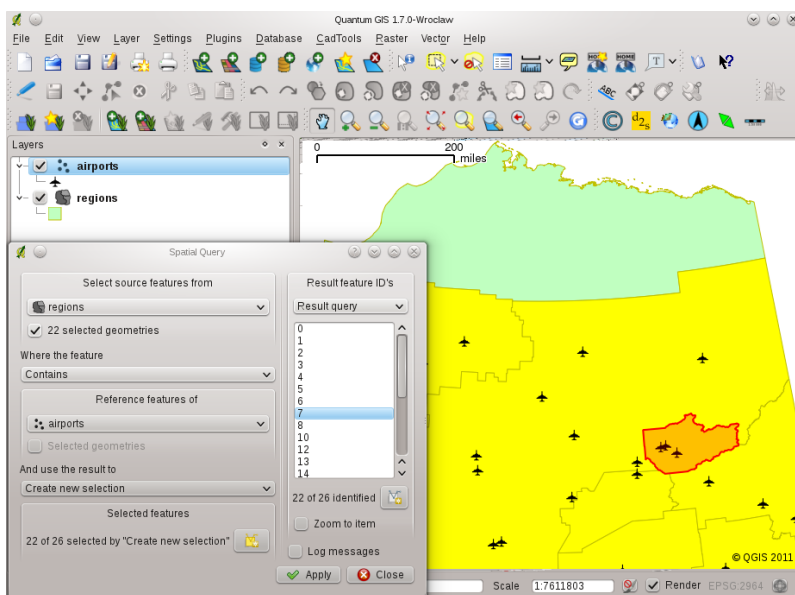 Quantum GIS 1.7.0-Wroclaw
File Edit View Layer Settings Plugins Database CadTools Raster Vector Help
Layers
airports
regions
0 200
miles
Spatial Query
Select source features from
regions
22 selected geometries
Where the feature
Contains
Reference features of
airports
Selected geometries
And use the result to
Create new selection
Selected features
22 of 26 selected by "Create new selection"
Result feature ID's
Result query
0
1
2
3
4
5
6
7
8
10
12
13
14
22 of 26 identified
Zoom to item
Log messages
Apply Close
© QGIS 2011
Scale 1:7611803 Render EPSG:2964